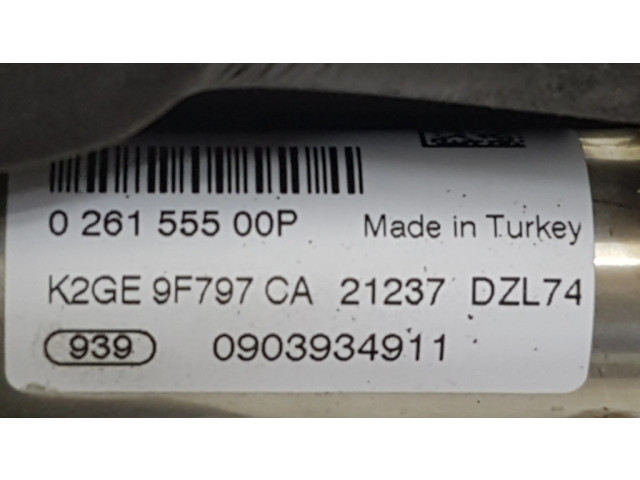 0 261 555 00P Made in Turkey
K2GE 9F797 CA 21237 DZL74
939 0903934911